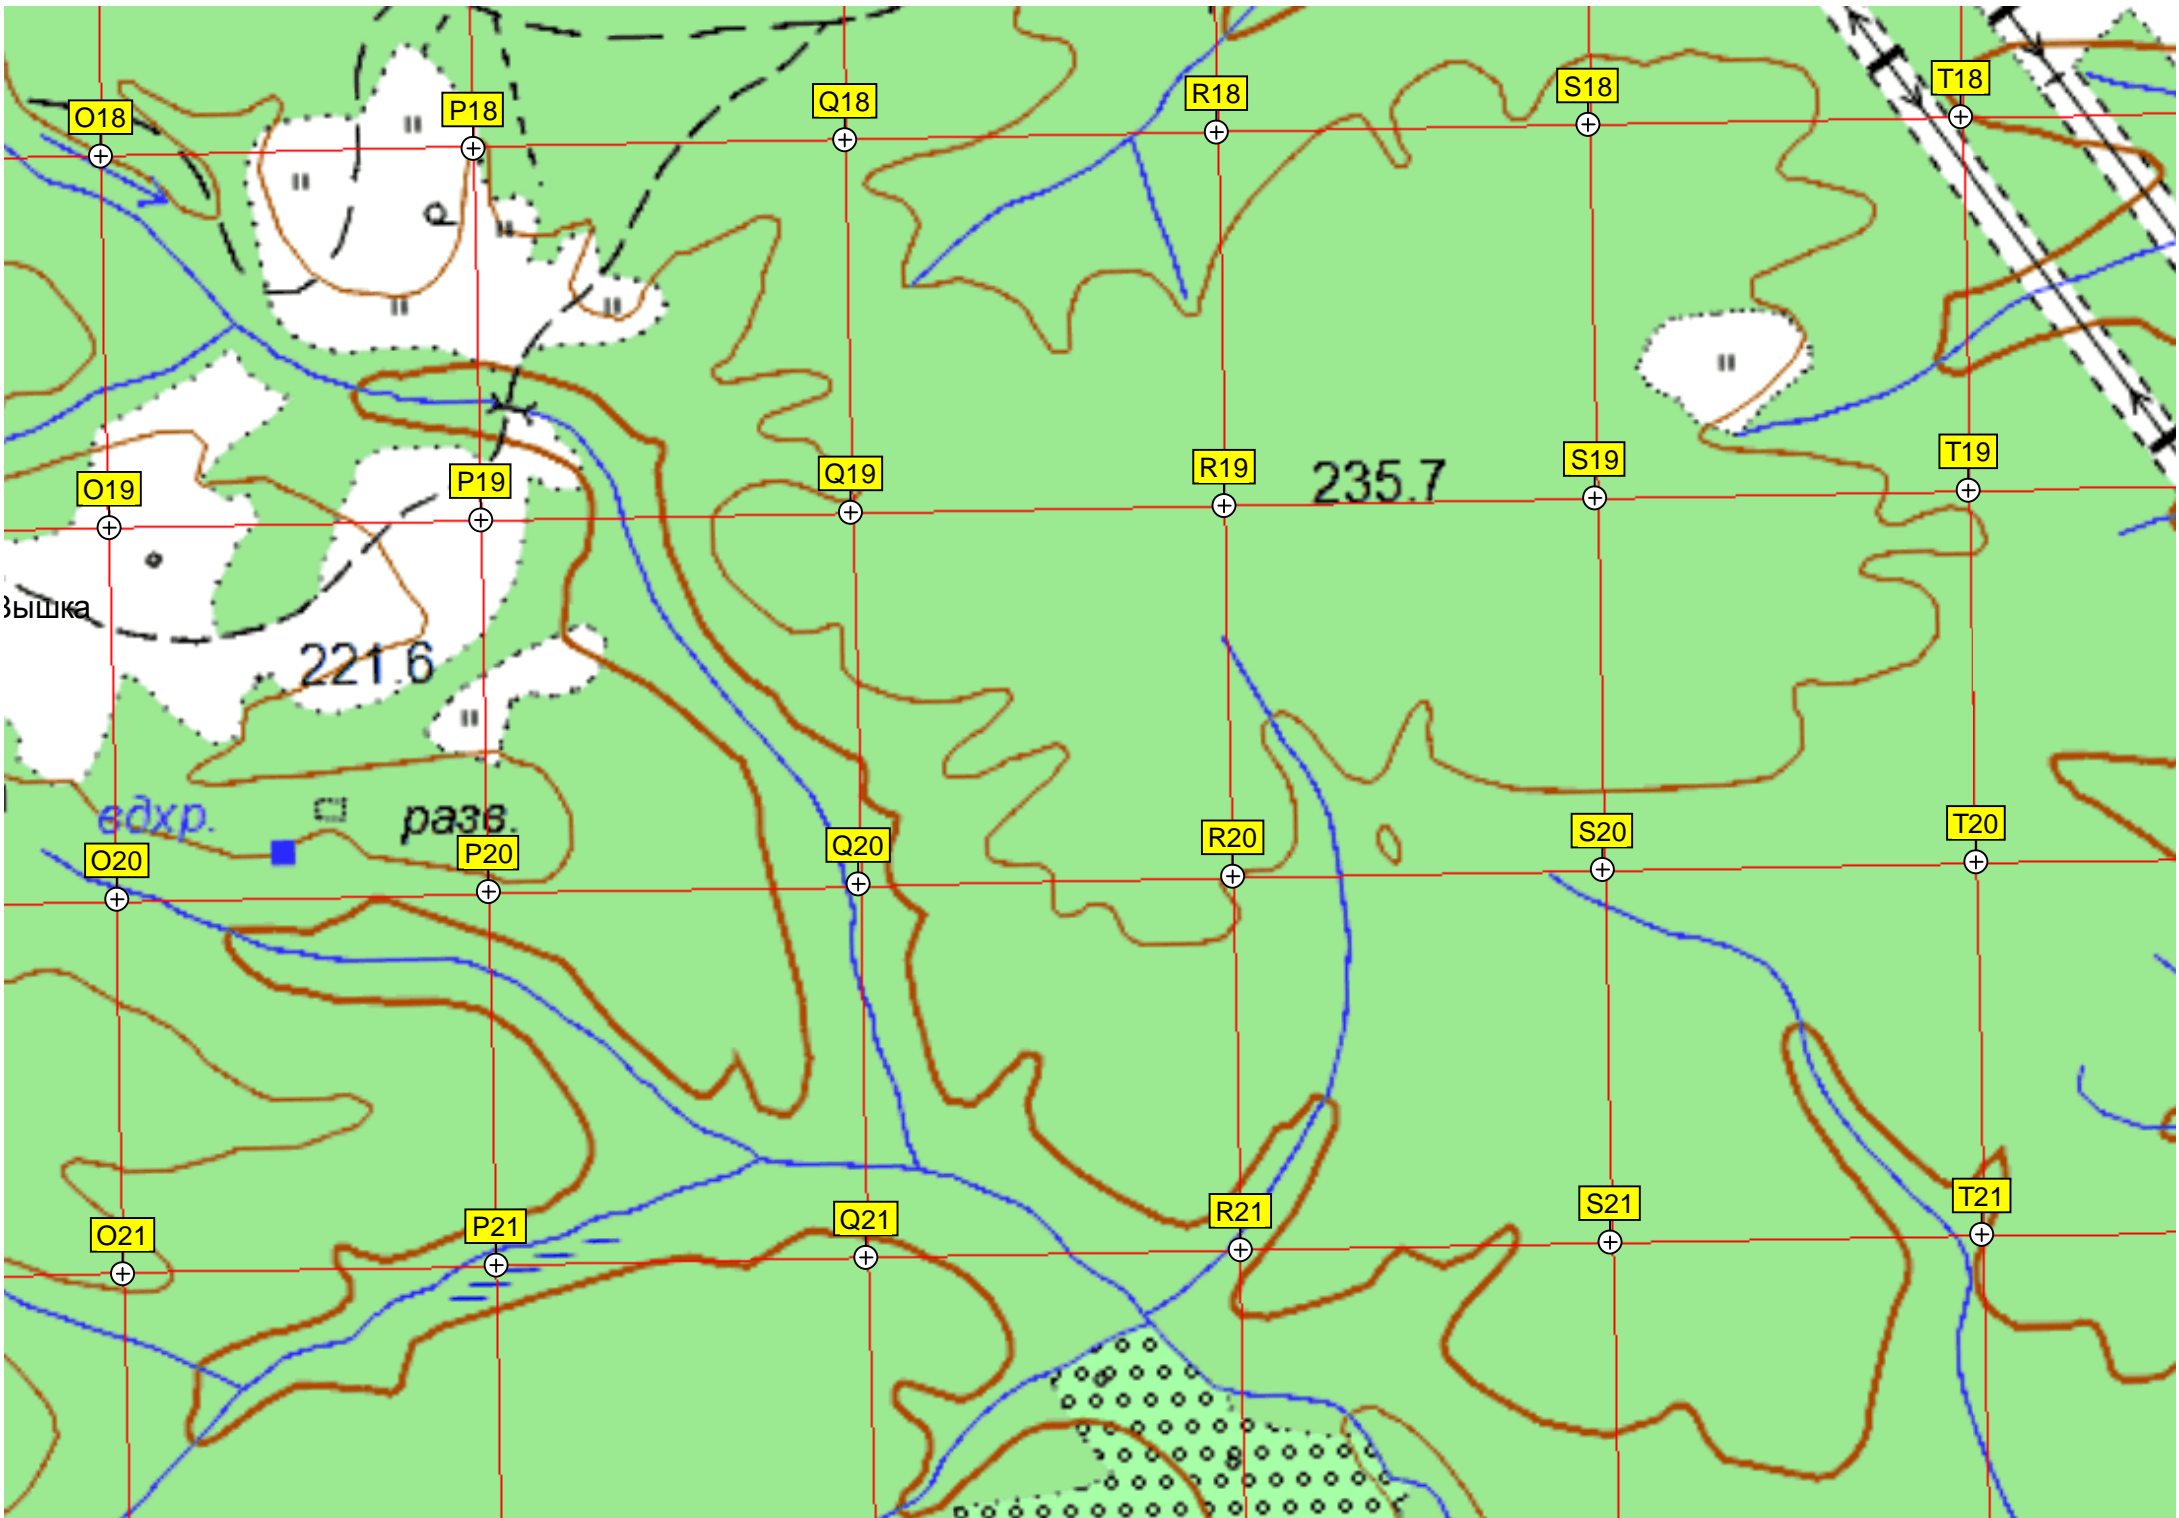 O18 P18 Q18 R18 S18 T18
O19 P19 Q19 R19 235.7 S19 T19
Вышка
221.6
вдхр. разв.
O20 P20 Q20 R20 S20 T20
O21 P21 Q21 R21 S21 T21